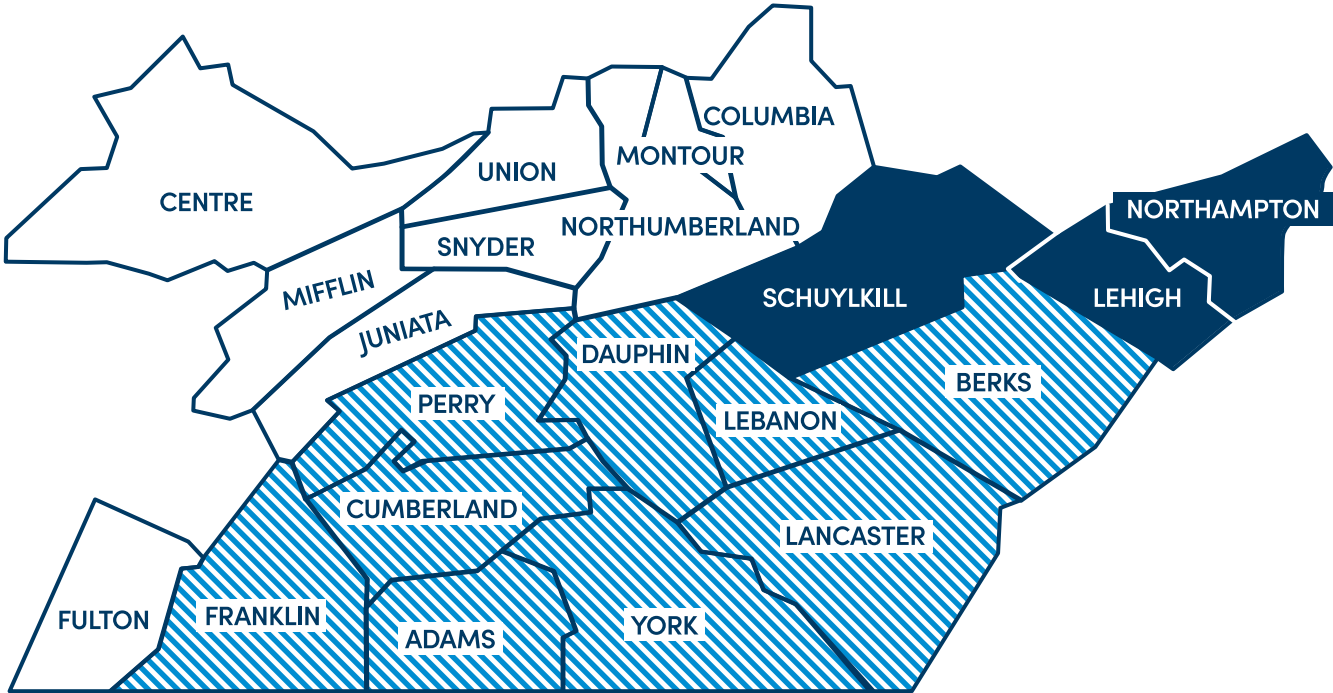 COLUMBIA
MONTOUR
UNION
CENTRE
NORTHAMPTON
NORTHUMBERLAND
SNYDER
MIFFLIN
SCHUYLKILL
LEHIGH
JUNIATA
DAUPHIN
BERKS
PERRY
LEBANON
CUMBERLAND
LANCASTER
FULTON
FRANKLIN
ADAMS
YORK